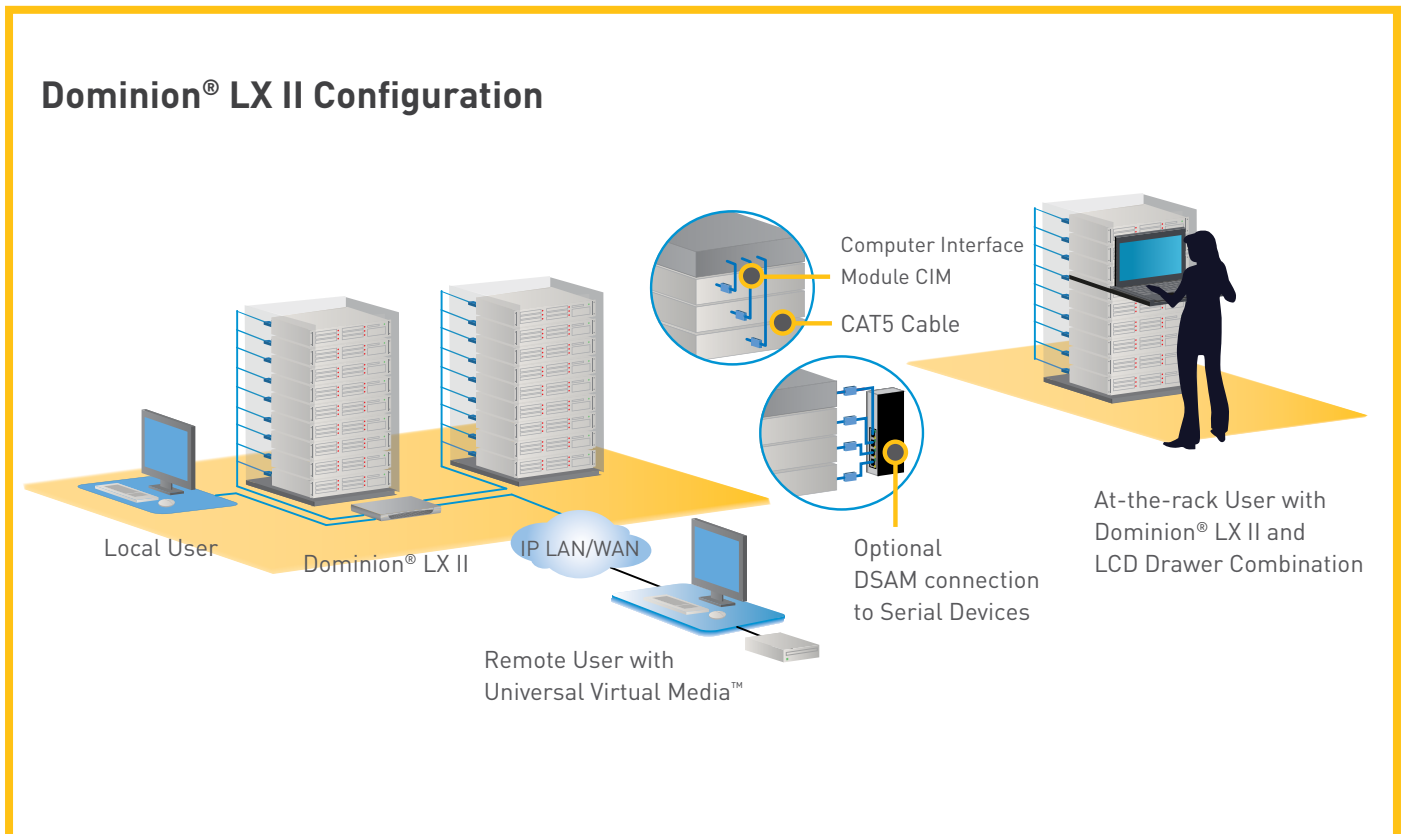 Dominion® LX II Configuration
Computer Interface
Module CIM
CAT5 Cable
Local User
Dominion® LX II
IP LAN/WAN
Optional
DSAM connection
to Serial Devices
At-the-rack User with
Dominion® LX II and
LCD Drawer Combination
Remote User with
Universal Virtual Media™